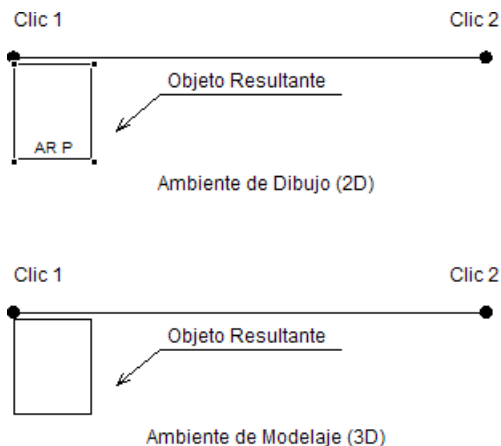 Clic 1
Clic 2
Objeto Resultante
AR P
Ambiente de Dibujo (2D)
Clic 1
Clic 2
Objeto Resultante
Ambiente de Modelaje (3D)